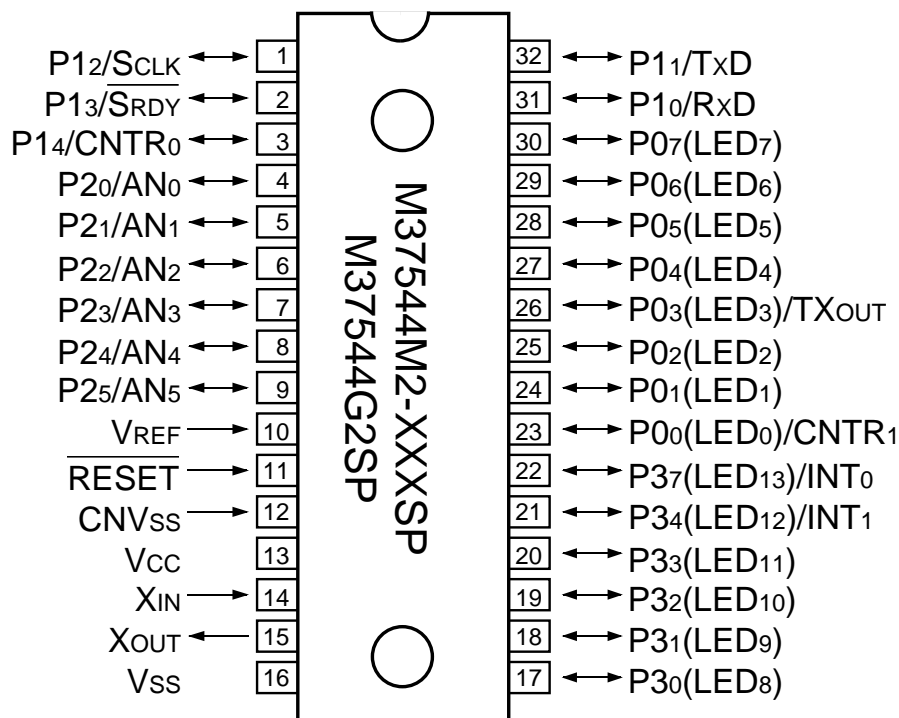 P12/SCLK 1
P13/SRDY 2
P14/CNTR0 3
P20/AN0 4
P21/AN1 5
P22/AN2 6
P23/AN3 7
P24/AN4 8
P25/AN5 9
VREF 10
RESET 11
CNVSS 12
VCC 13
XIN 14
XOUT 15
VSS 16
M37544M2-XXXSP
M37544G2SP
32 P11/TXD
31 P10/RXD
30 P07(LED7)
29 P06(LED6)
28 P05(LED5)
27 P04(LED4)
26 P03(LED3)/TXOUT
25 P02(LED2)
24 P01(LED1)
23 P00(LED0)/CNTR1
22 P37(LED13)/INT0
21 P34(LED12)/INT1
20 P33(LED11)
19 P32(LED10)
18 P31(LED9)
17 P30(LED8)